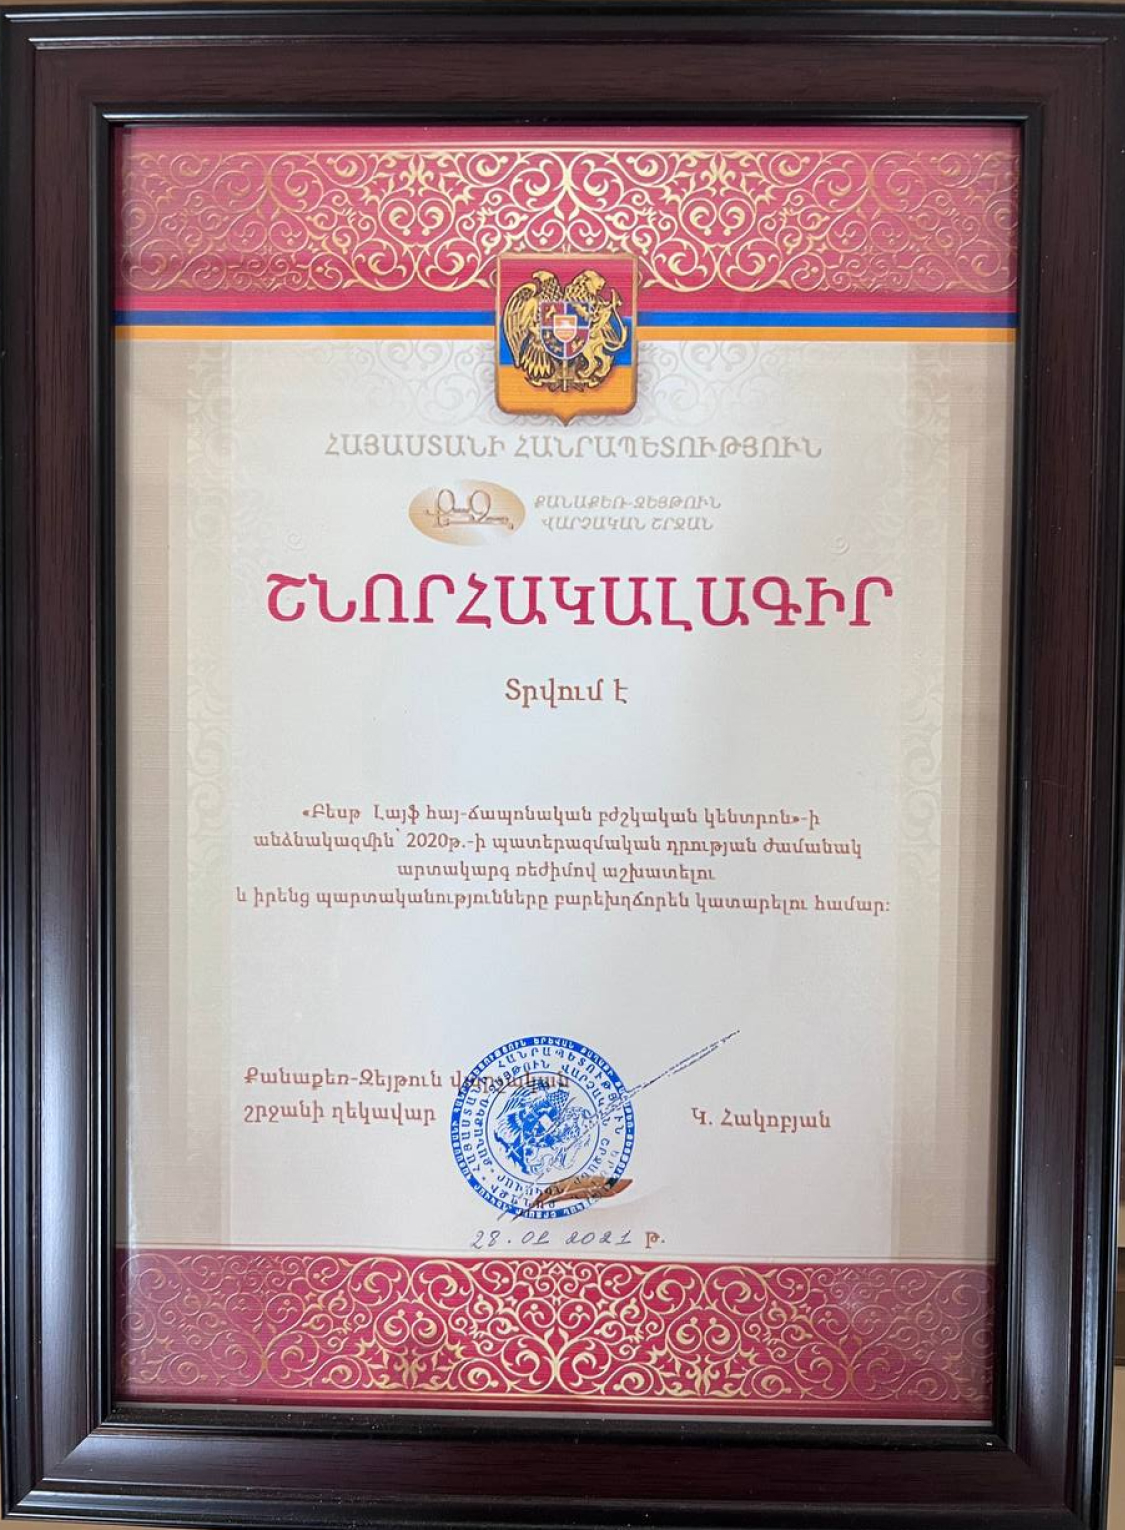 ՀԱՅԱՍՏԱՆԻ ՀԱՆՐԱՊԵՏՈՒԹՅՈՒՆ
ՔԱՆԱՔԵՌ-ԶԵՅԹՈՒՆ
ՎԱՐՉԱԿԱՆ ՇՐՋԱՆ
ՇՆՈՐՀԱԿԱԼԱԳԻՐ
Տրվում է
«Բեսթ Լայֆ հայ-ճապոնական բժշկական կենտրոն»-ի
անձնակազմին՝ 2020թ.-ի պատերազմական դրության ժամանակ
արտակարգ ռեժիմով աշխատելու
և իրենց պարտականությունները բարեխղճորեն կատարելու համար:
Քանաքեռ-Զեյթուն վարչական
շրջանի ղեկավար
Կ. Հակոբյան
28.01 2021 թ.